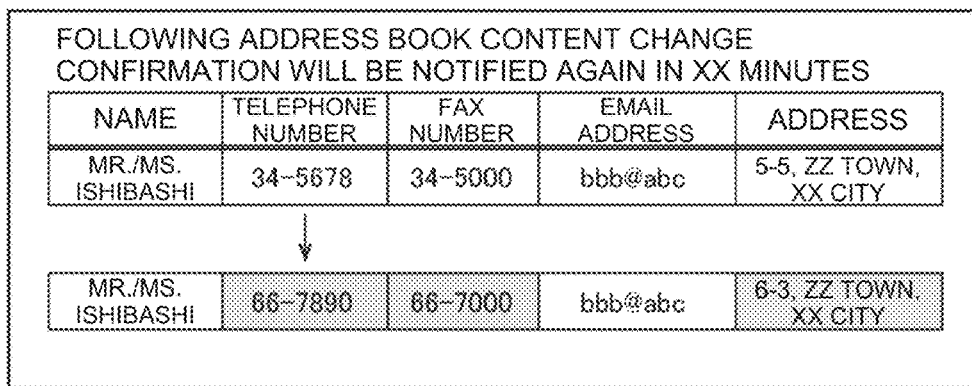 FOLLOWING ADDRESS BOOK CONTENT CHANGE
CONFIRMATION WILL BE NOTIFIED AGAIN IN XX MINUTES
NAME TELEPHONE NUMBER FAX NUMBER EMAIL ADDRESS ADDRESS
MR./MS. ISHIBASHI 34-5678 34-5000 bbb@abc 5-5, ZZ TOWN, XX CITY
MR./MS. ISHIBASHI 66-7890 66-7000 bbb@abc 6-3, ZZ TOWN, XX CITY